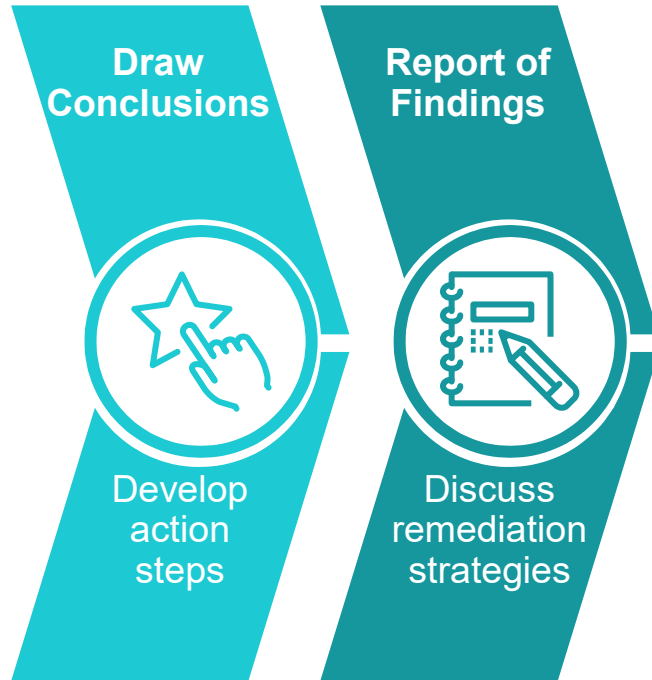 Draw
Conclusions
Develop
action
steps
Report of
Findings
Discuss
remediation
strategies